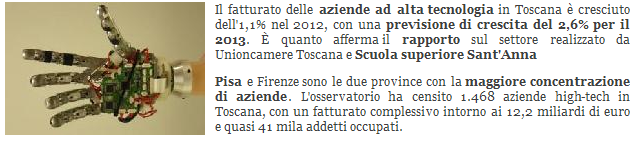 Il fatturato delle aziende ad alta tecnologia in Toscana è cresciuto
dell'1,1% nel 2012, con una previsione di crescita del 2,6% per il
2013. È quanto afferma il rapporto sul settore realizzato da
Unioncamere Toscana e Scuola superiore Sant'Anna
Pisa e Firenze sono le due province con la maggiore concentrazione
di aziende. L'osservatorio ha censito 1.468 aziende high-tech in
Toscana, con un fatturato complessivo intorno ai 12,2 miliardi di euro
e quasi 41 mila addetti occupati.